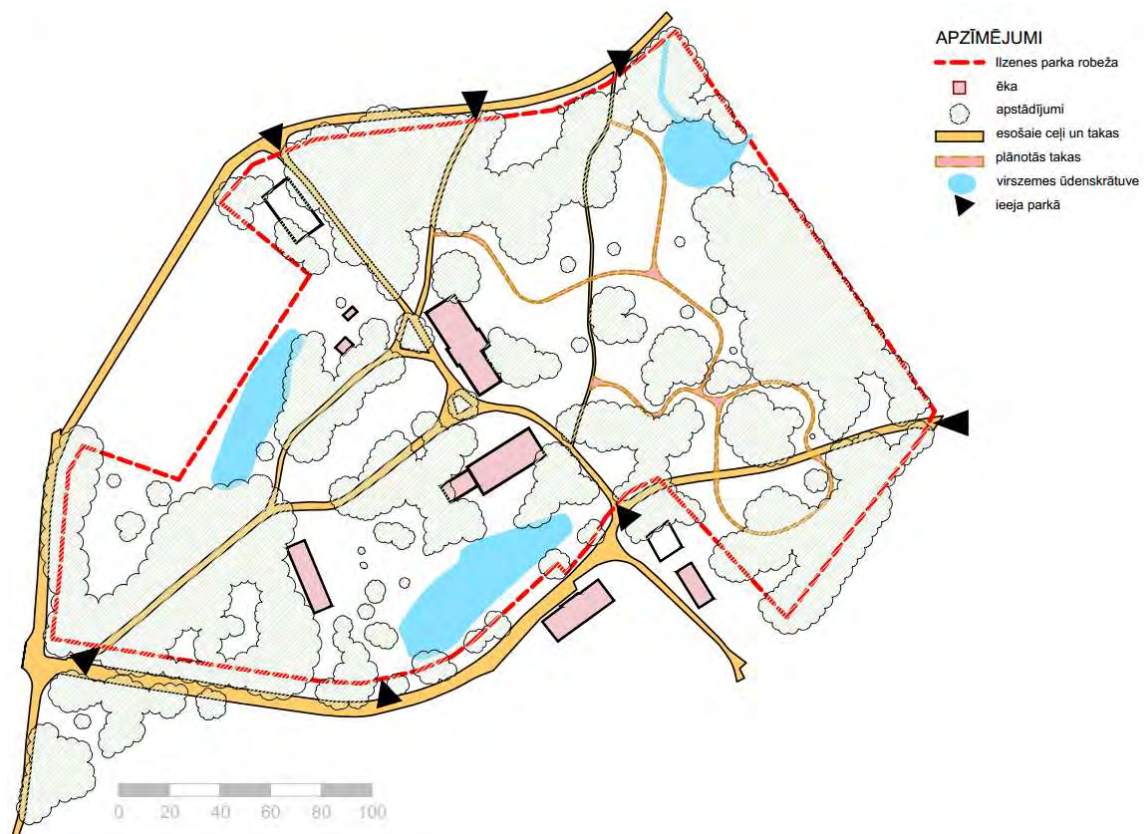 APZĪMĒJUMI
Ilzenes parka robeža
ēka
apstādījumi
esošaie ceļi un takas
plānotās takas
virszemes ūdenskrātuve
ieeja parkā
0 20 40 60 80 100